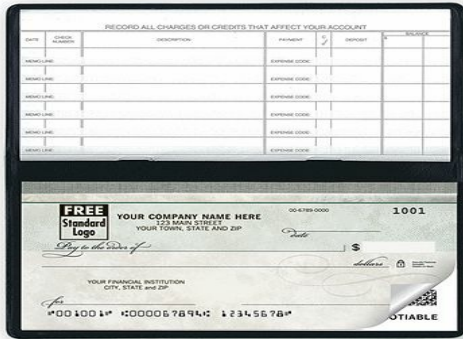 RECORD ALL CHARGES OR CREDITS THAT AFFECT YOUR ACCOUNT
DATE CHECK NUMBER DESCRIPTION PAYMENT DEPOSIT BALANCE
$
MEMO LINE: EXPENSE CODE:
MEMO LINE: EXPENSE CODE:
MEMO LINE: EXPENSE CODE:
MEMO LINE: EXPENSE CODE:
MEMO LINE: EXPENSE CODE:
MEMO LINE: EXPENSE CODE:
FREE
Standard
Logo
YOUR COMPANY NAME HERE
123 MAIN STREET
YOUR TOWN, STATE AND ZIP
00-6789-0000
1001
date
Pay to the order of
$
dollars
YOUR FINANCIAL INSTITUTION
CITY, STATE and ZIP
for
⑈001001⑈ ⑆000067894⑆ 12345678⑈
OTIABLE